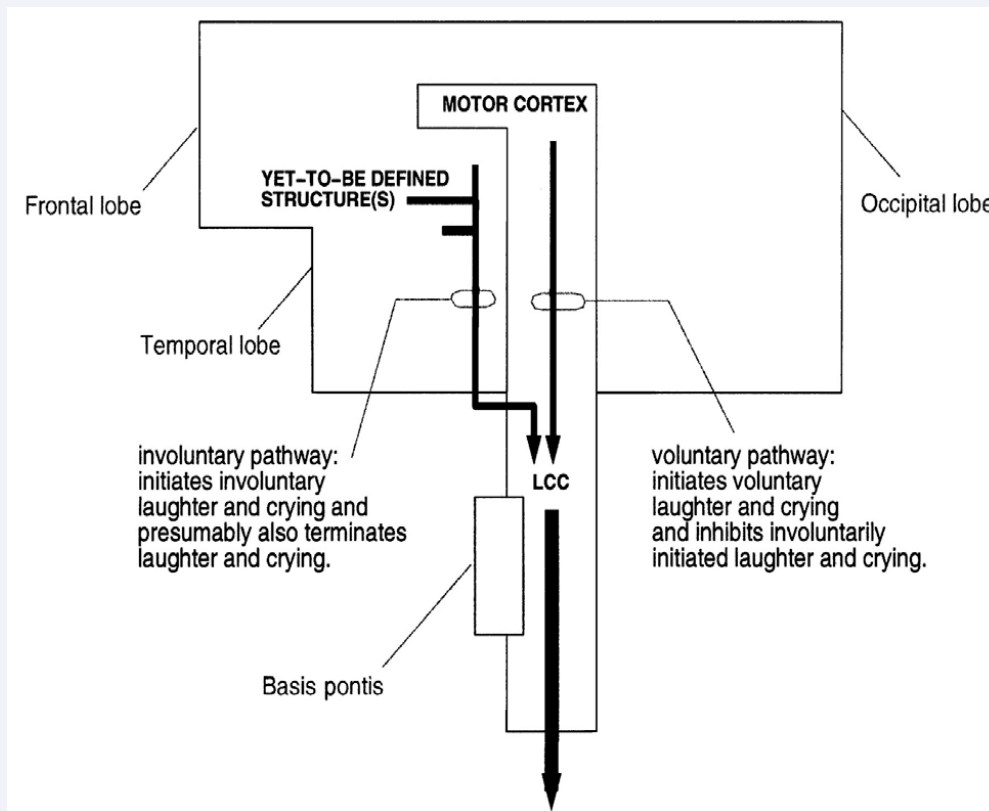 MOTOR CORTEX
YET-TO-BE DEFINED
STRUCTURE(S)
Frontal lobe
Occipital lobe
Temporal lobe
involuntary pathway:
initiates involuntary
laughter and crying and
presumably also terminates
laughter and crying.
LCC
voluntary pathway:
initiates voluntary
laughter and crying
and inhibits involuntarily
initiated laughter and crying.
Basis pontis